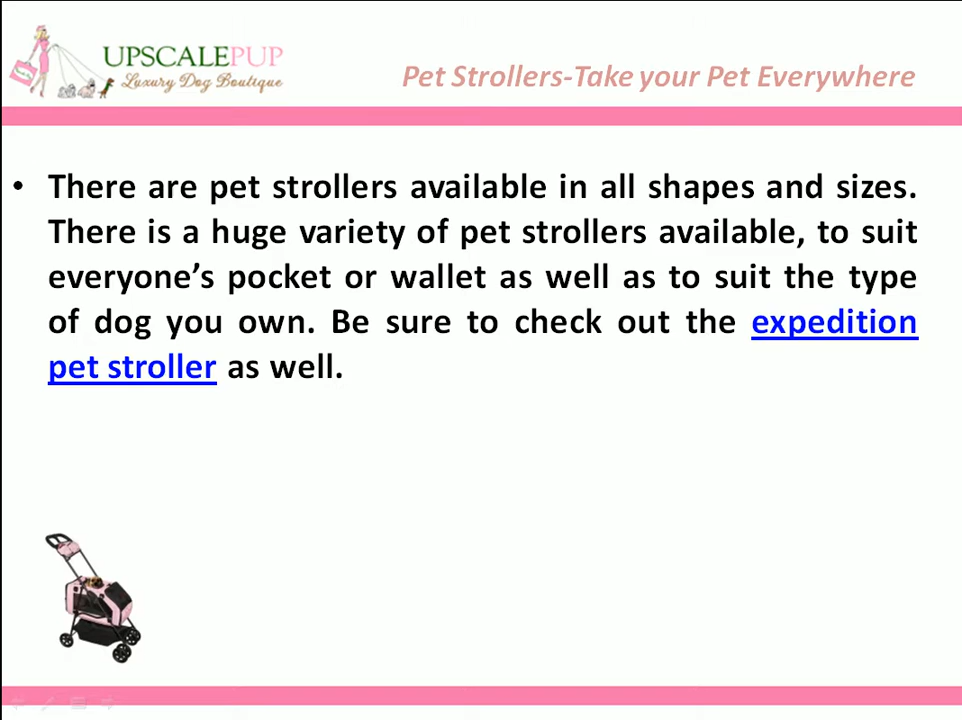 UPSCALEPUP
Luxury Dog Boutique
Pet Strollers-Take your Pet Everywhere
• There are pet strollers available in all shapes and sizes.
There is a huge variety of pet strollers available, to suit
everyone’s pocket or wallet as well as to suit the type
of dog you own. Be sure to check out the expedition
pet stroller as well.